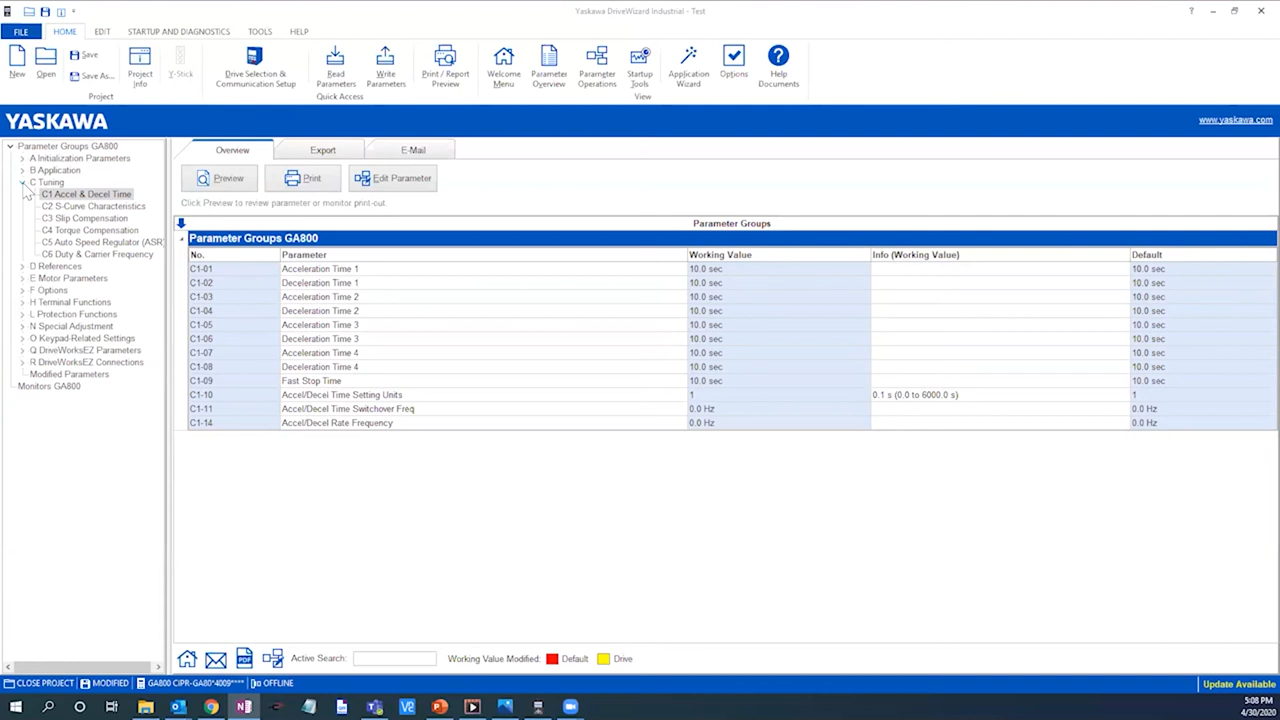 Yaskawa DriveWizard Industrial - Test
FILE HOME EDIT STARTUP AND DIAGNOSTICS TOOLS HELP
New
Open
Save
Save As...
Project
Info
Y-Stick
Drive Selection &
Communication Setup
Read
Parameters
Write
Parameters
Print / Report
Preview
Welcome
Menu
Parameter
Overview
Parameter
Operations
Startup
Tools
Application
Wizard
Options
Help
Documents
Project
Quick Access
View
YASKAWA
www.yaskawa.com
Parameter Groups GA800
A Initialization Parameters
B Application
C Tuning
C1 Accel & Decel Time
C2 S-Curve Characteristics
C3 Slip Compensation
C4 Torque Compensation
C5 Auto Speed Regulator (ASR)
C6 Duty & Carrier Frequency
D References
E Motor Parameters
F Options
H Terminal Functions
L Protection Functions
N Special Adjustment
O Keypad-Related Settings
Q DriveWorksEZ Parameters
R DriveWorksEZ Connections
Modified Parameters
Monitors GA800
Overview Export E-Mail
Preview Print Edit Parameter
Click Preview to review parameter or monitor print-out.
Parameter Groups
Parameter Groups GA800
No. Parameter Working Value Info (Working Value) Default
C1-01 Acceleration Time 1 10.0 sec 10.0 sec
C1-02 Deceleration Time 1 10.0 sec 10.0 sec
C1-03 Acceleration Time 2 10.0 sec 10.0 sec
C1-04 Deceleration Time 2 10.0 sec 10.0 sec
C1-05 Acceleration Time 3 10.0 sec 10.0 sec
C1-06 Deceleration Time 3 10.0 sec 10.0 sec
C1-07 Acceleration Time 4 10.0 sec 10.0 sec
C1-08 Deceleration Time 4 10.0 sec 10.0 sec
C1-09 Fast Stop Time 10.0 sec 10.0 sec
C1-10 Accel/Decel Time Setting Units 1 0.1 s (0.0 to 6000.0 s) 1
C1-11 Accel/Decel Time Switchover Freq 0.0 Hz 0.0 Hz
C1-14 Accel/Decel Rate Frequency 0.0 Hz 0.0 Hz
Active Search: Working Value Modified: Default Drive
CLOSE PROJECT MODIFIED GA800 CIPR-GA80*4009**** OFFLINE
Update Available
5:08 PM
4/30/2020